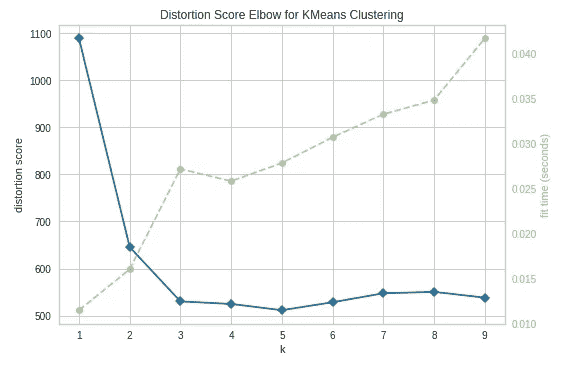 Distortion Score Elbow for KMeans Clustering
1100
1000
900
800
700
600
500
distortion score
0.040
0.035
0.030
0.025
0.020
0.015
0.010
fit time (seconds)
1 2 3 4 5 6 7 8 9
k